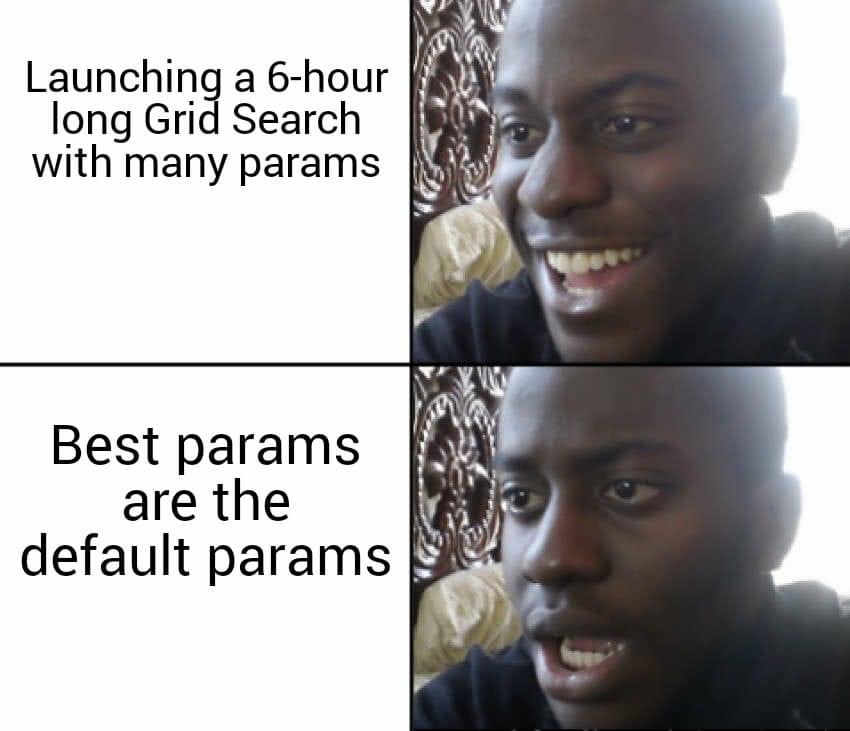 Launching a 6-hour
long Grid Search
with many params
Best params
are the
default params